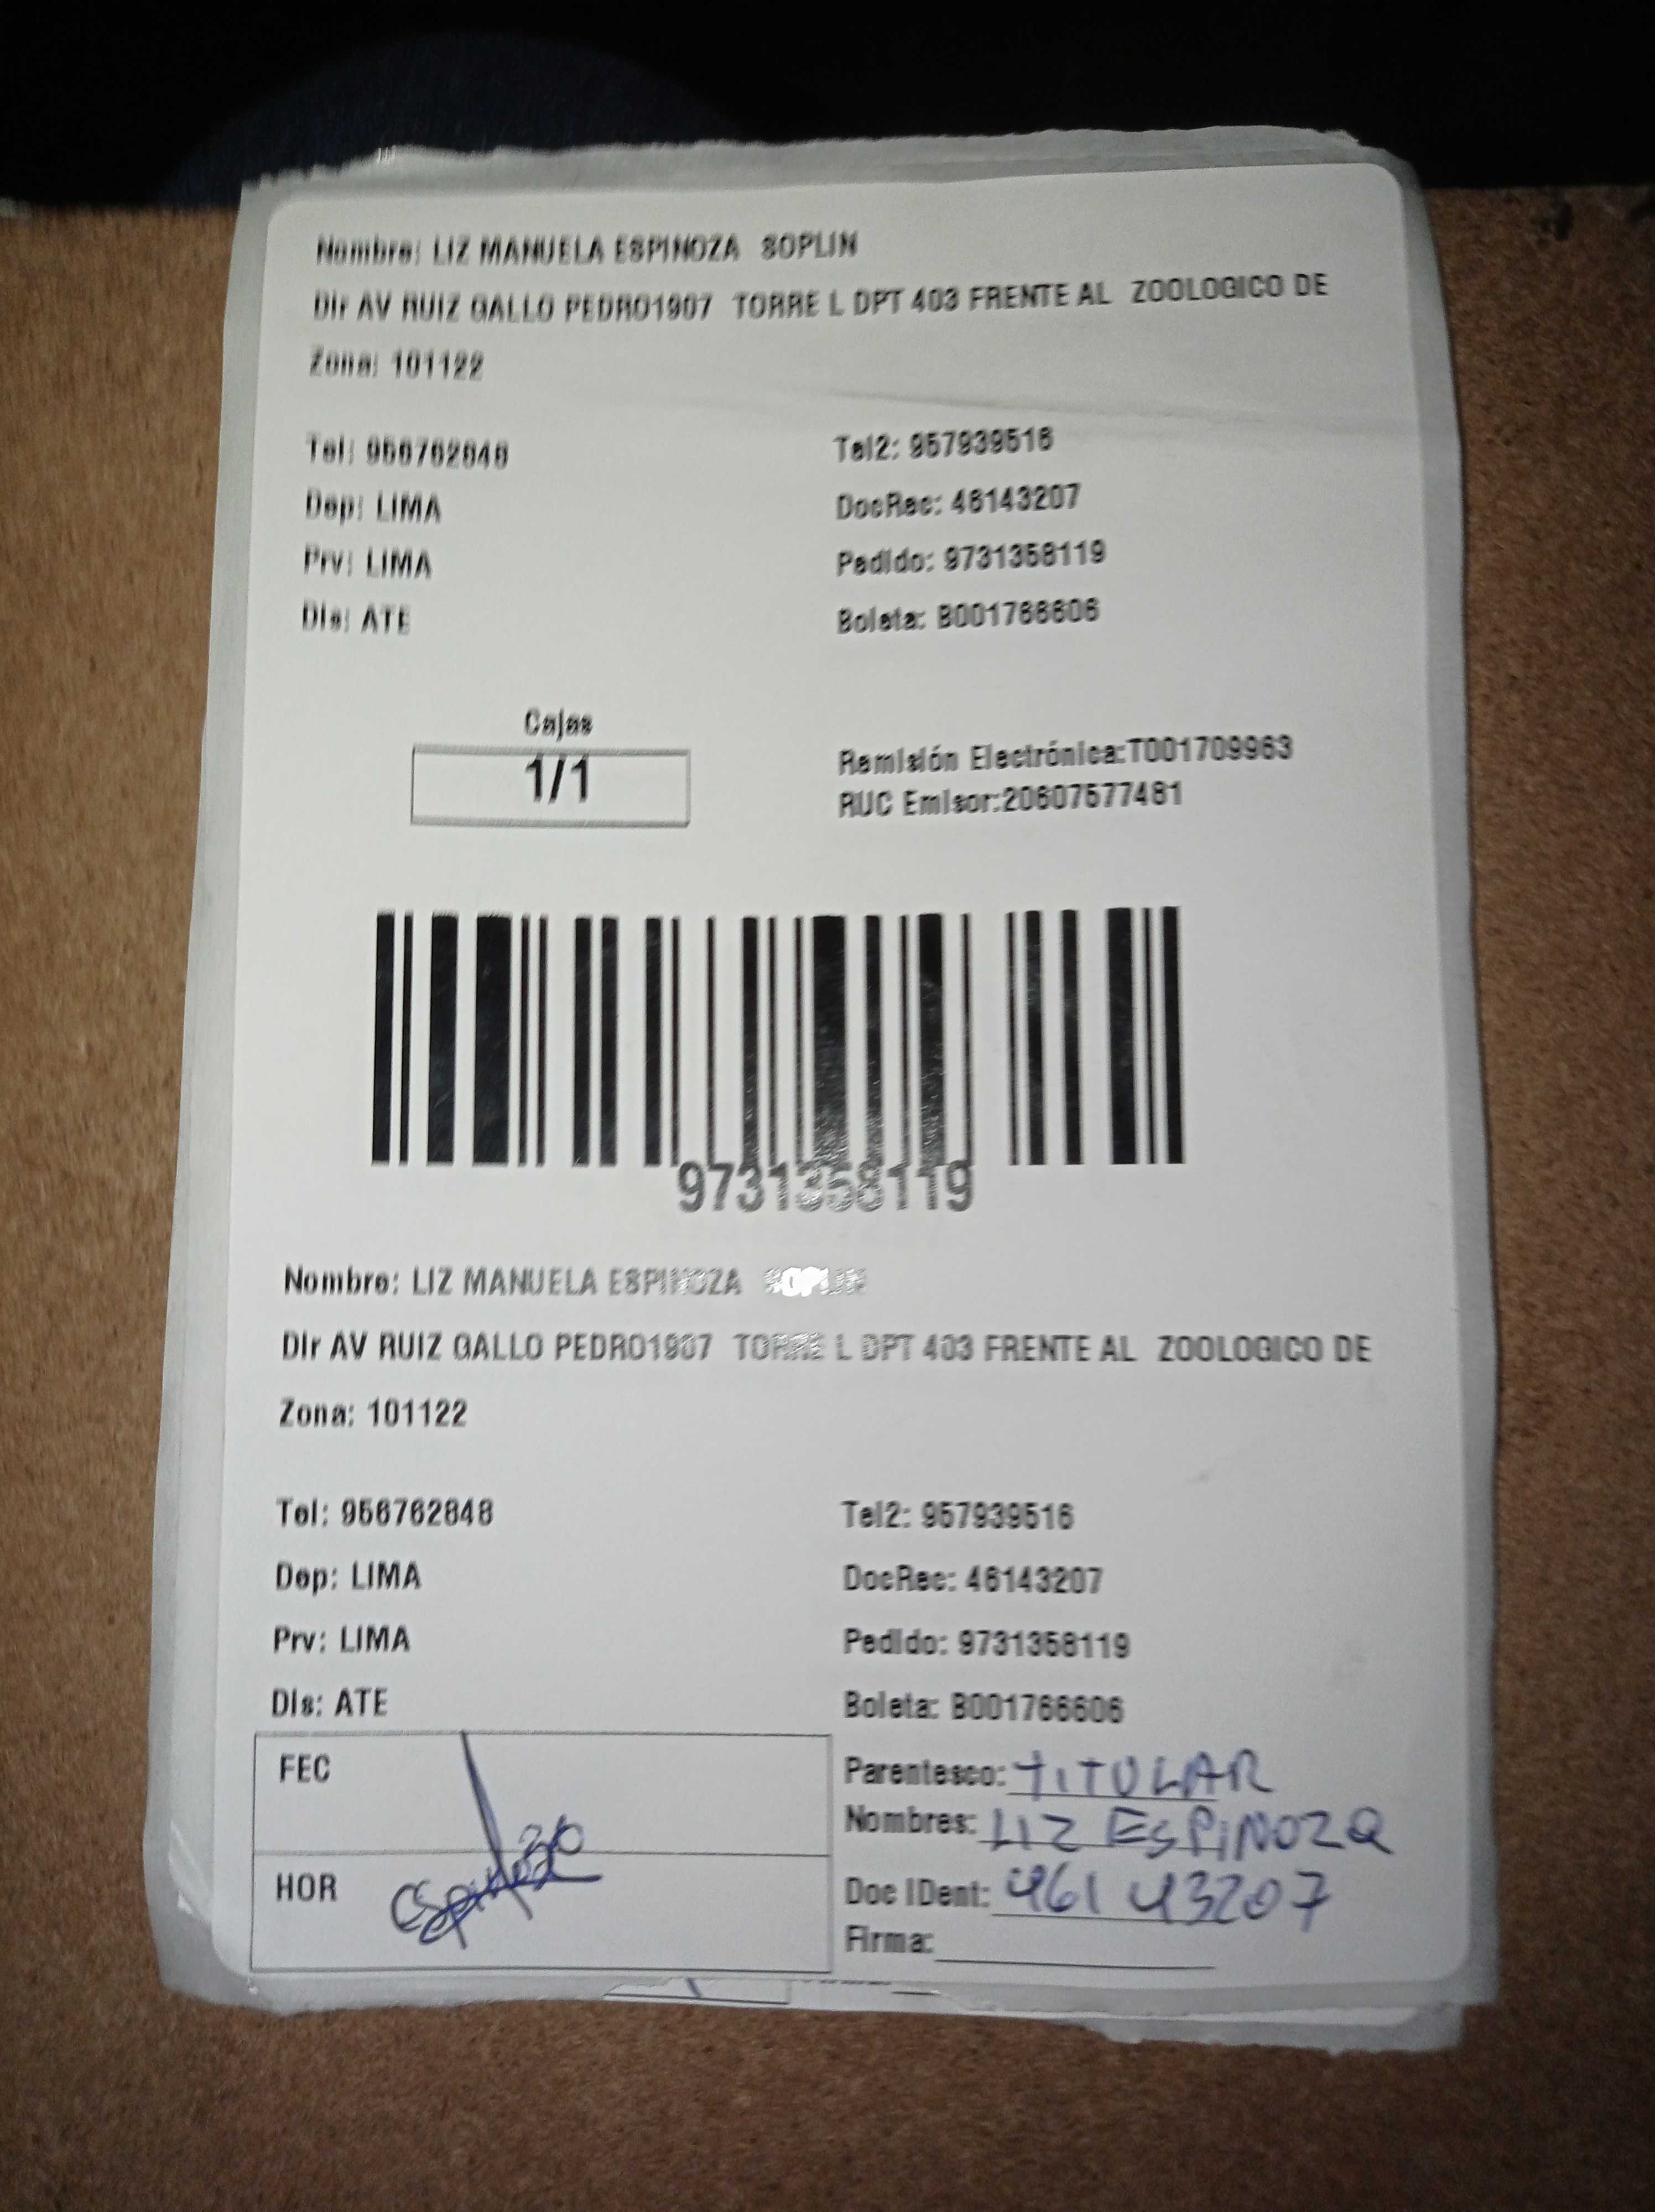 Nombre: LIZ MANUELA ESPINOZA SOPLIN
Dir AV RUIZ GALLO PEDRO1907 TORRE L DPT 403 FRENTE AL ZOOLOGICO DE
Zona: 101122
Tel: 956762848 Tel2: 957939516
Dep: LIMA DocRec: 46143207
Prv: LIMA Pedido: 9731358119
Dis: ATE Boleta: B001766606
Cajas
1/1
Remisión Electrónica:T001709963
RUC Emisor:20607577481
9731358119
Nombre: LIZ MANUELA ESPINOZA SOPLIN
Dir AV RUIZ GALLO PEDRO1907 TORRE L DPT 403 FRENTE AL ZOOLOGICO DE
Zona: 101122
Tel: 956762848 Tel2: 957939516
Dep: LIMA DocRec: 46143207
Prv: LIMA Pedido: 9731358119
Dis: ATE Boleta: B001766606
FEC
HOR
Parentesco: TITULAR
Nombres: LIZ ESPINOZA
Doc IDent: 46143207
Firma: